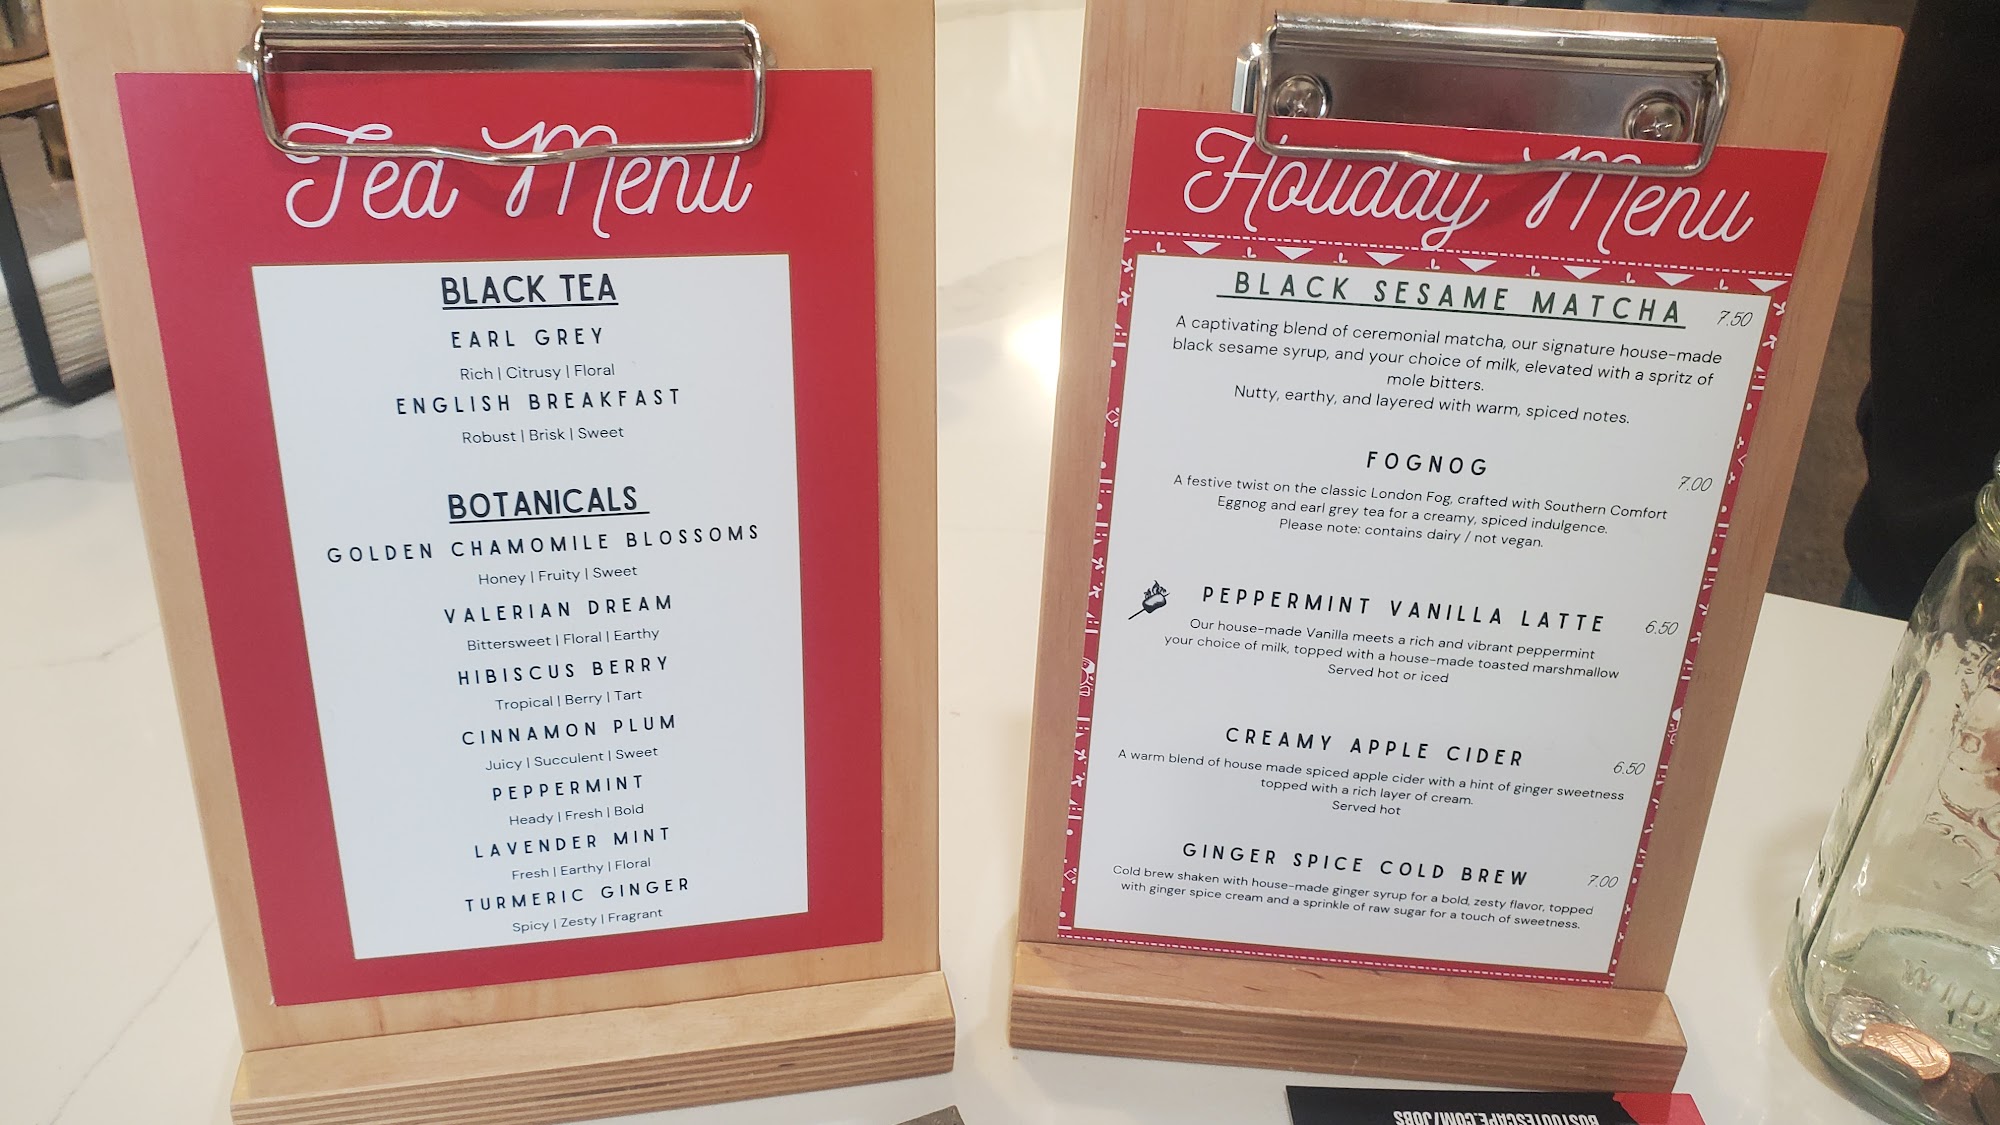 Tea Menu
BLACK TEA
EARL GREY
Rich | Citrusy | Floral
ENGLISH BREAKFAST
Robust | Brisk | Sweet
BOTANICALS
GOLDEN CHAMOMILE BLOSSOMS
Honey | Fruity | Sweet
VALERIAN DREAM
Bittersweet | Floral | Earthy
HIBISCUS BERRY
Tropical | Berry | Tart
CINNAMON PLUM
Juicy | Succulent | Sweet
PEPPERMINT
Heady | Fresh | Bold
LAVENDER MINT
Fresh | Earthy | Floral
TURMERIC GINGER
Spicy | Zesty | Fragrant
Holiday Menu
BLACK SESAME MATCHA 7.50
A captivating blend of ceremonial matcha, our signature house-made
black sesame syrup, and your choice of milk, elevated with a spritz of
mole bitters.
Nutty, earthy, and layered with warm, spiced notes.
FOGNOG 7.00
A festive twist on the classic London Fog, crafted with Southern Comfort
Eggnog and earl grey tea for a creamy, spiced indulgence.
Please note: contains dairy / not vegan.
PEPPERMINT VANILLA LATTE 6.50
Our house-made Vanilla meets a rich and vibrant peppermint
your choice of milk, topped with a house-made toasted marshmallow
Served hot or iced
CREAMY APPLE CIDER 6.50
A warm blend of house made spiced apple cider with a hint of ginger sweetness
topped with a rich layer of cream.
Served hot
GINGER SPICE COLD BREW 7.00
Cold brew shaken with house-made ginger syrup for a bold, zesty flavor, topped
with ginger spice cream and a sprinkle of raw sugar for a touch of sweetness.
BOSTOUTESCAPE.COM/JOBS